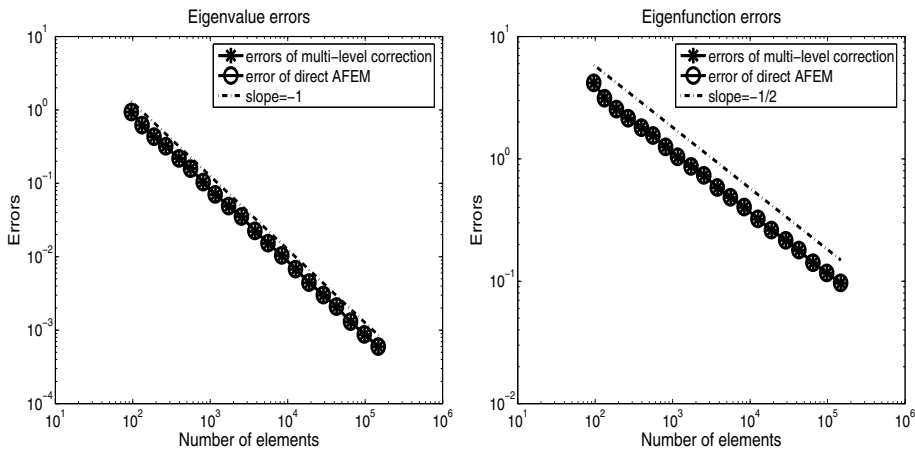 Eigenvalue errors
errors of multi−level correction
error of direct AFEM
slope=−1
10^1
10^0
10^−1
10^−2
10^−3
10^−4
Errors
10^1 10^2 10^3 10^4 10^5 10^6
Number of elements
Eigenfunction errors
errors of multi−level correction
error of direct AFEM
slope=−1/2
10^1
10^0
10^−1
10^−2
Errors
10^1 10^2 10^3 10^4 10^5 10^6
Number of elements